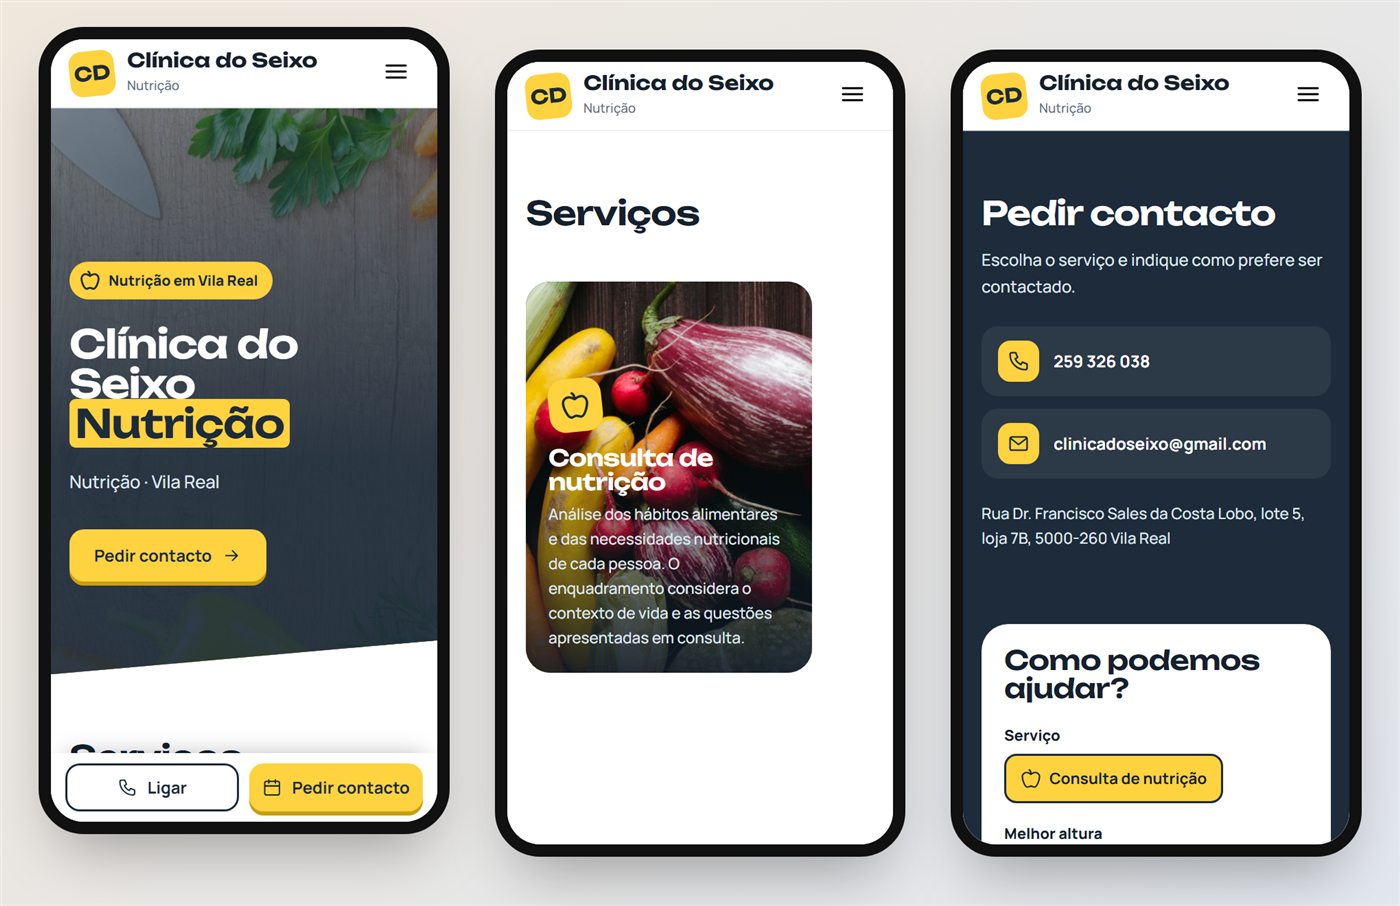 CD
Clínica do Seixo
Nutrição
Nutrição em Vila Real
Clínica do
Seixo
Nutrição
Nutrição · Vila Real
Pedir contacto
Serviços
Ligar
Pedir contacto
CD
Clínica do Seixo
Nutrição
Serviços
Consulta de
nutrição
Análise dos hábitos alimentares
e das necessidades nutricionais
de cada pessoa. O
enquadramento considera o
contexto de vida e as questões
apresentadas em consulta.
CD
Clínica do Seixo
Nutrição
Pedir contacto
Escolha o serviço e indique como prefere ser
contactado.
259 326 038
clinicadoseixo@gmail.com
Rua Dr. Francisco Sales da Costa Lobo, lote 5,
loja 7B, 5000-260 Vila Real
Como podemos
ajudar?
Serviço
Consulta de nutrição
Melhor altura